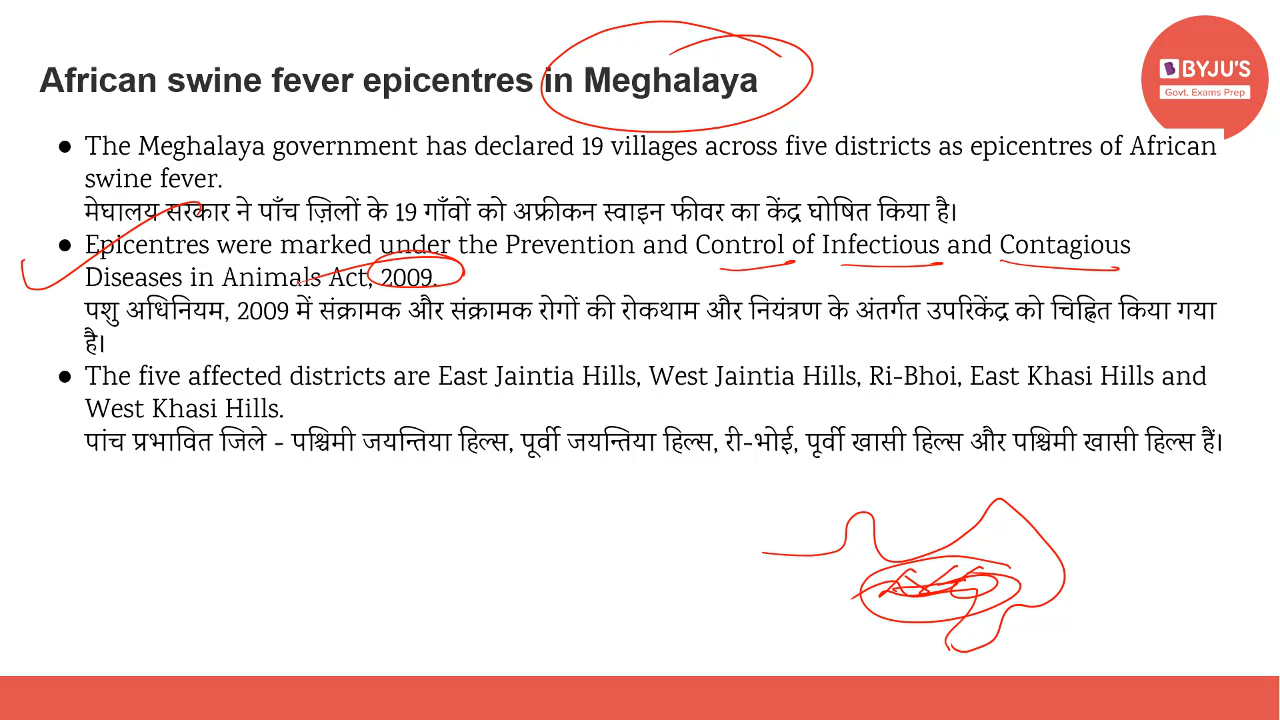 African swine fever epicentres in Meghalaya
BYJU'S
Govt. Exams Prep
● The Meghalaya government has declared 19 villages across five districts as epicentres of African
swine fever.
मेघालय सरकार ने पाँच ज़िलों के 19 गाँवों को अफ्रीकन स्वाइन फीवर का केंद्र घोषित किया है।
● Epicentres were marked under the Prevention and Control of Infectious and Contagious
Diseases in Animals Act, 2009.
पशु अधिनियम, 2009 में संक्रामक और संक्रामक रोगों की रोकथाम और नियंत्रण के अंतर्गत उपरिकेंद्र को चिह्नित किया गया
है।
● The five affected districts are East Jaintia Hills, West Jaintia Hills, Ri-Bhoi, East Khasi Hills and
West Khasi Hills.
पांच प्रभावित जिले - पश्चिमी जयन्तिया हिल्स, पूर्वी जयन्तिया हिल्स, री-भोई, पूर्वी खासी हिल्स और पश्चिमी खासी हिल्स हैं।